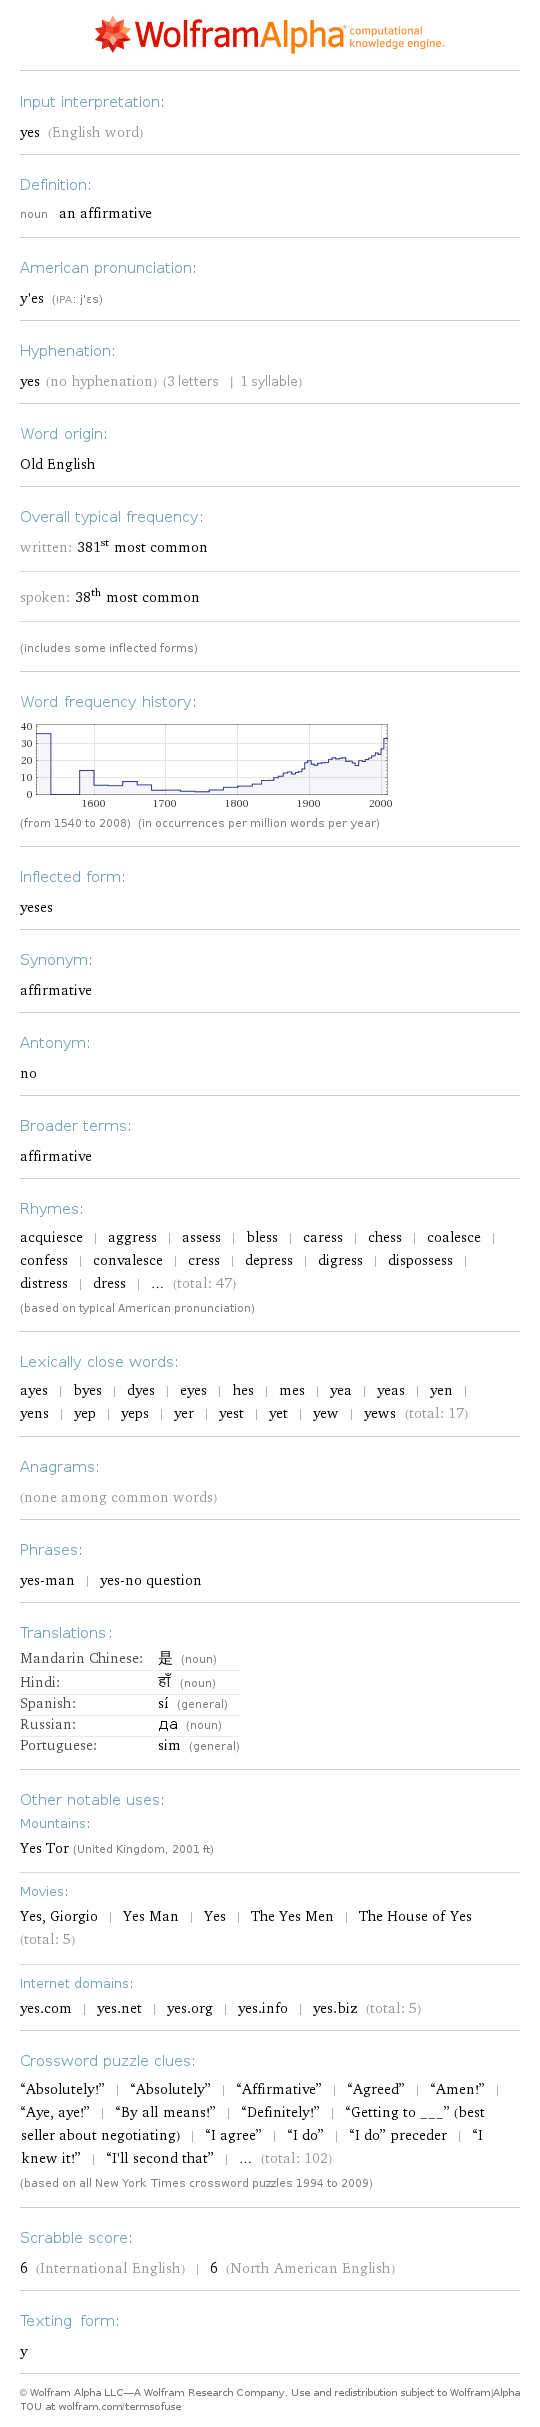 WolframAlpha computational
knowledge engine.
Input interpretation:
yes (English word)
Definition:
noun an affirmative
American pronunciation:
y'es (IPA: j'ɛs)
Hyphenation:
yes (no hyphenation) (3 letters | 1 syllable)
Word origin:
Old English
Overall typical frequency:
written: 381st most common
spoken: 38th most common
(includes some inflected forms)
Word frequency history:
40
30
20
10
0
1600 1700 1800 1900 2000
(from 1540 to 2008) (in occurrences per million words per year)
Inflected form:
yeses
Synonym:
affirmative
Antonym:
no
Broader terms:
affirmative
Rhymes:
acquiesce | aggress | assess | bless | caress | chess | coalesce |
confess | convalesce | cress | depress | digress | dispossess |
distress | dress | ... (total: 47)
(based on typical American pronunciation)
Lexically close words:
ayes | byes | dyes | eyes | hes | mes | yea | yeas | yen |
yens | yep | yeps | yer | yest | yet | yew | yews (total: 17)
Anagrams:
(none among common words)
Phrases:
yes-man | yes-no question
Translations:
Mandarin Chinese: 是 (noun)
Hindi: हाँ (noun)
Spanish: sí (general)
Russian: да (noun)
Portuguese: sim (general)
Other notable uses:
Mountains:
Yes Tor (United Kingdom, 2001 ft)
Movies:
Yes, Giorgio | Yes Man | Yes | The Yes Men | The House of Yes
(total: 5)
Internet domains:
yes.com | yes.net | yes.org | yes.info | yes.biz (total: 5)
Crossword puzzle clues:
“Absolutely!” | “Absolutely” | “Affirmative” | “Agreed” | “Amen!” |
“Aye, aye!” | “By all means!” | “Definitely!” | “Getting to ___” (best
seller about negotiating) | “I agree” | “I do” | “I do” preceder | “I
knew it!” | “I'll second that” | ... (total: 102)
(based on all New York Times crossword puzzles 1994 to 2009)
Scrabble score:
6 (International English) | 6 (North American English)
Texting form:
y
© Wolfram Alpha LLC—A Wolfram Research Company. Use and redistribution subject to Wolfram|Alpha
TOU at wolfram.com/termsofuse